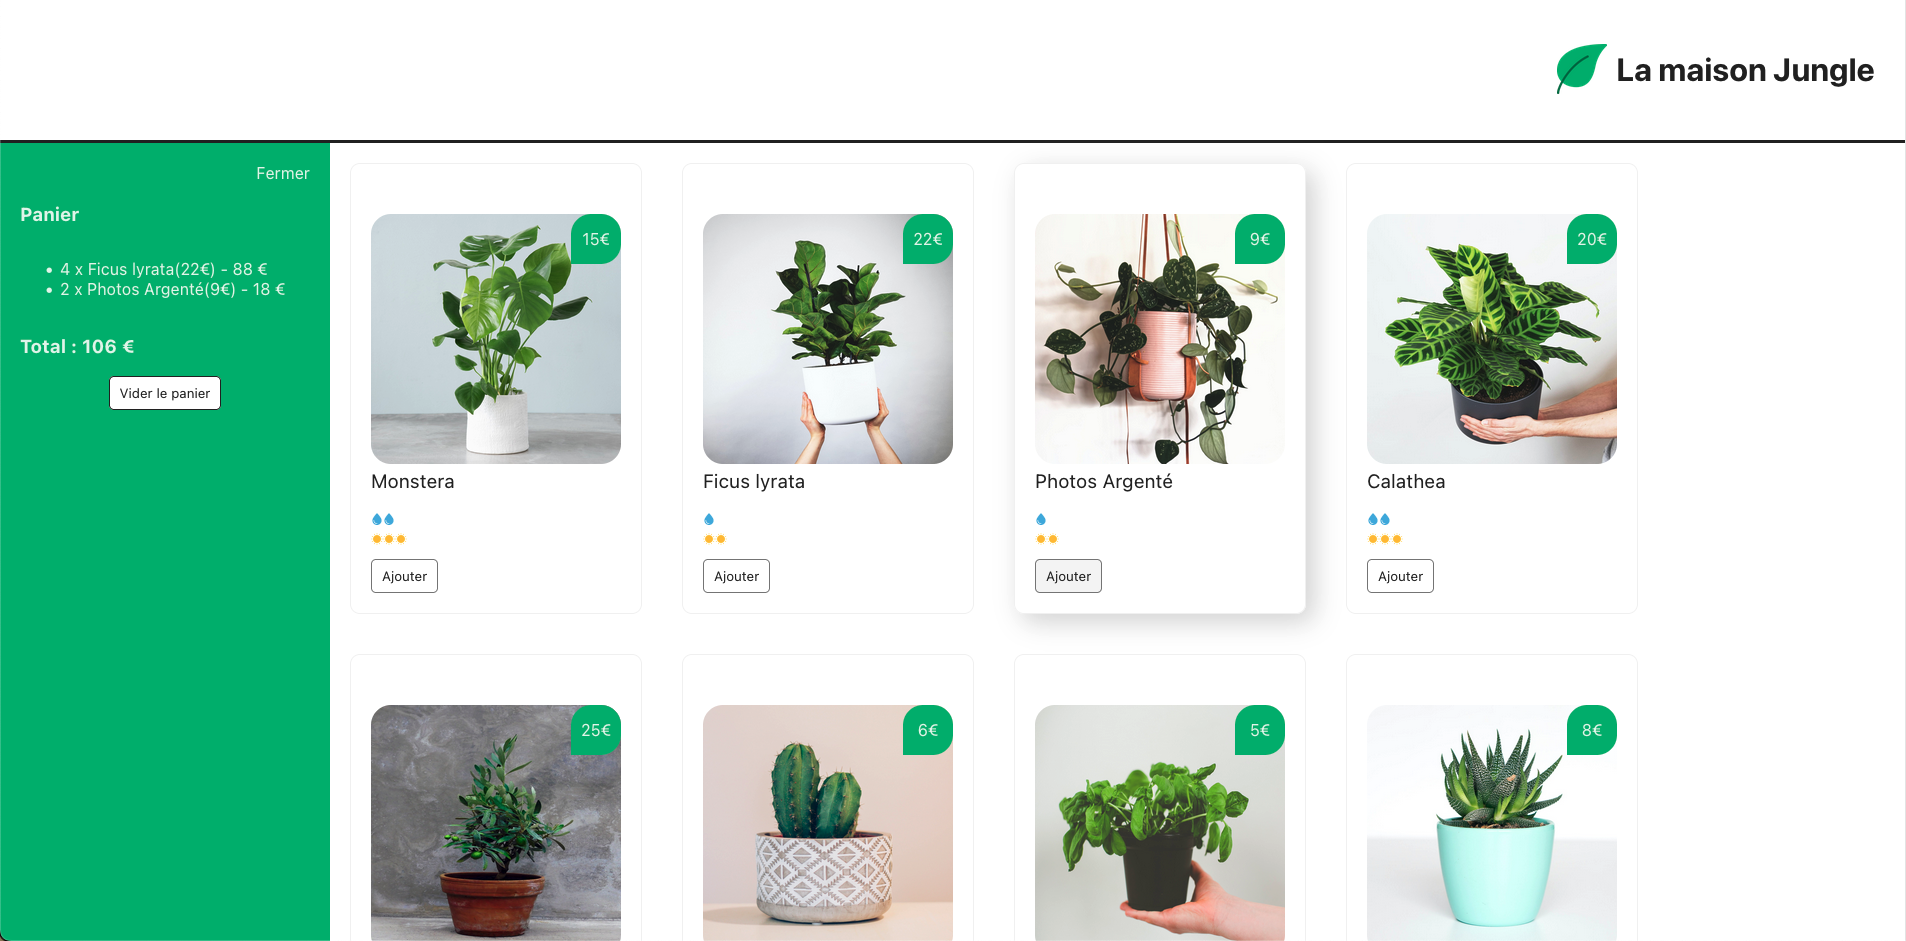 La maison Jungle
Fermer
Panier
• 4 x Ficus lyrata(22€) - 88 €
• 2 x Photos Argenté(9€) - 18 €
Total : 106 €
Vider le panier
15€
22€
9€
20€
Monstera
Ficus lyrata
Photos Argenté
Calathea
Ajouter
Ajouter
Ajouter
Ajouter
25€
6€
5€
8€